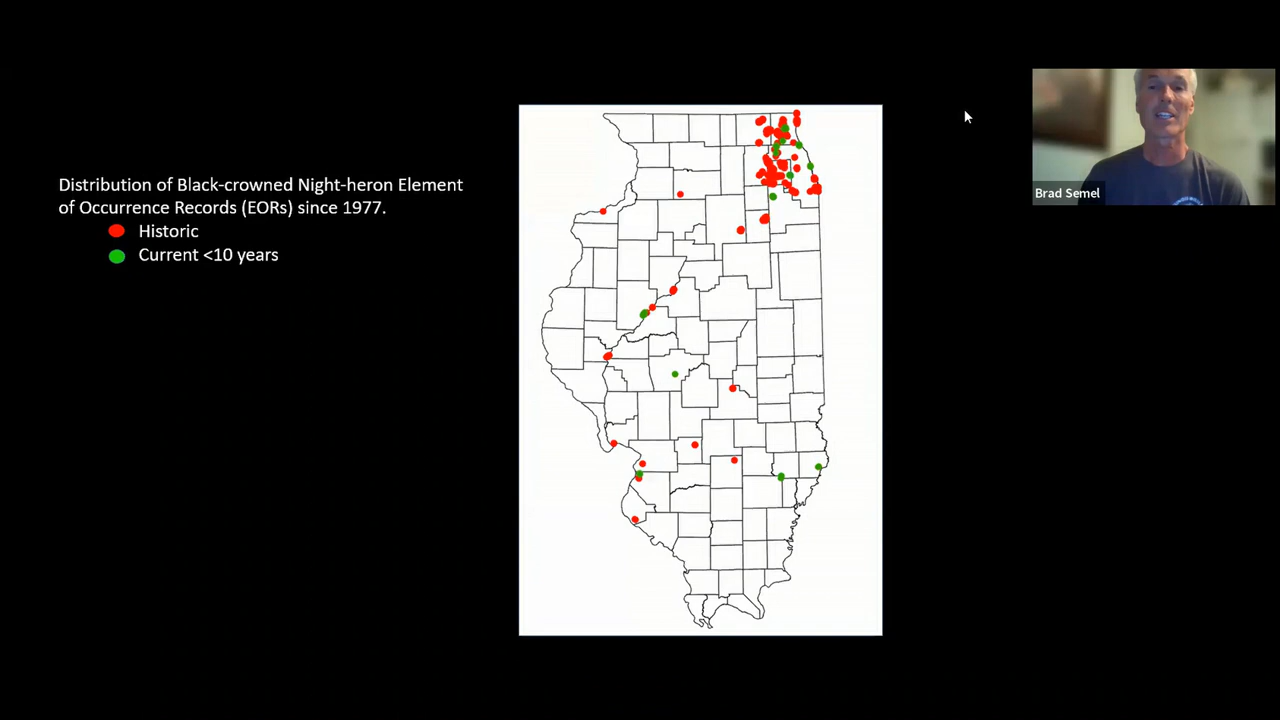 Distribution of Black-crowned Night-heron Element
of Occurrence Records (EORs) since 1977.
Historic
Current <10 years
Brad Semel